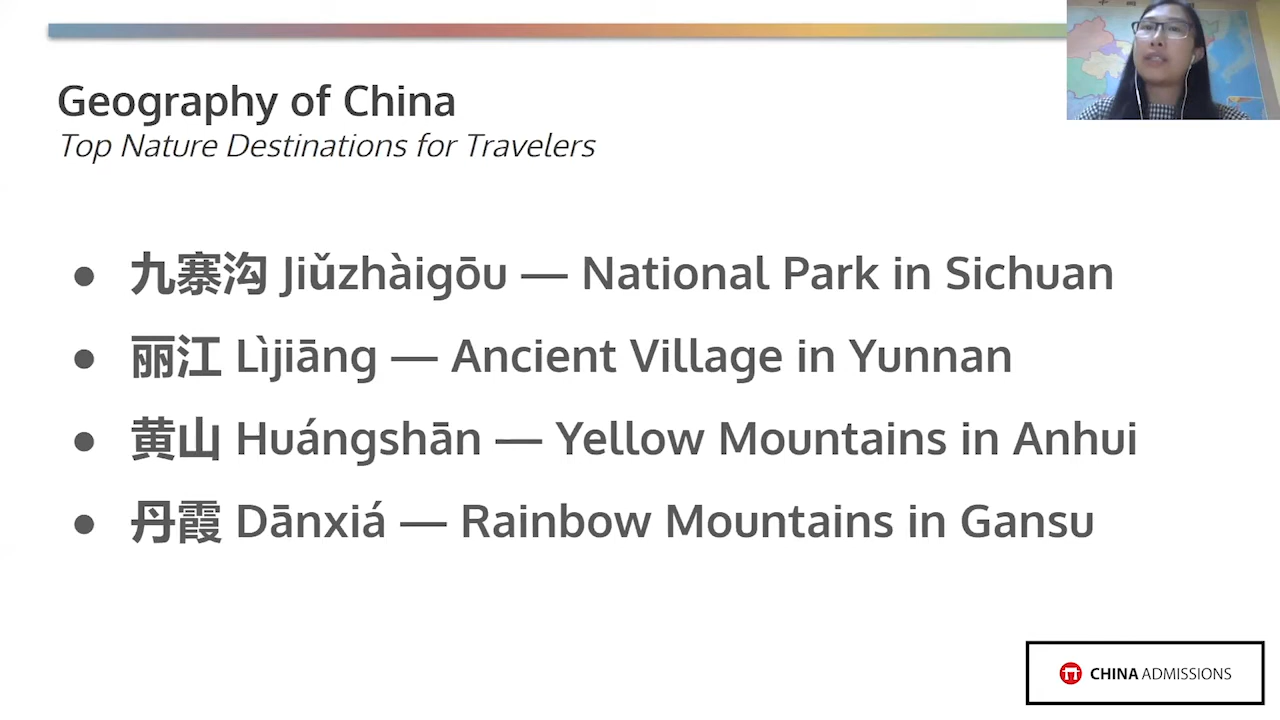 Geography of China
Top Nature Destinations for Travelers
● 九寨沟 Jiǔzhàigōu — National Park in Sichuan
● 丽江 Lìjiāng — Ancient Village in Yunnan
● 黄山 Huángshān — Yellow Mountains in Anhui
● 丹霞 Dānxiá — Rainbow Mountains in Gansu
CHINA ADMISSIONS